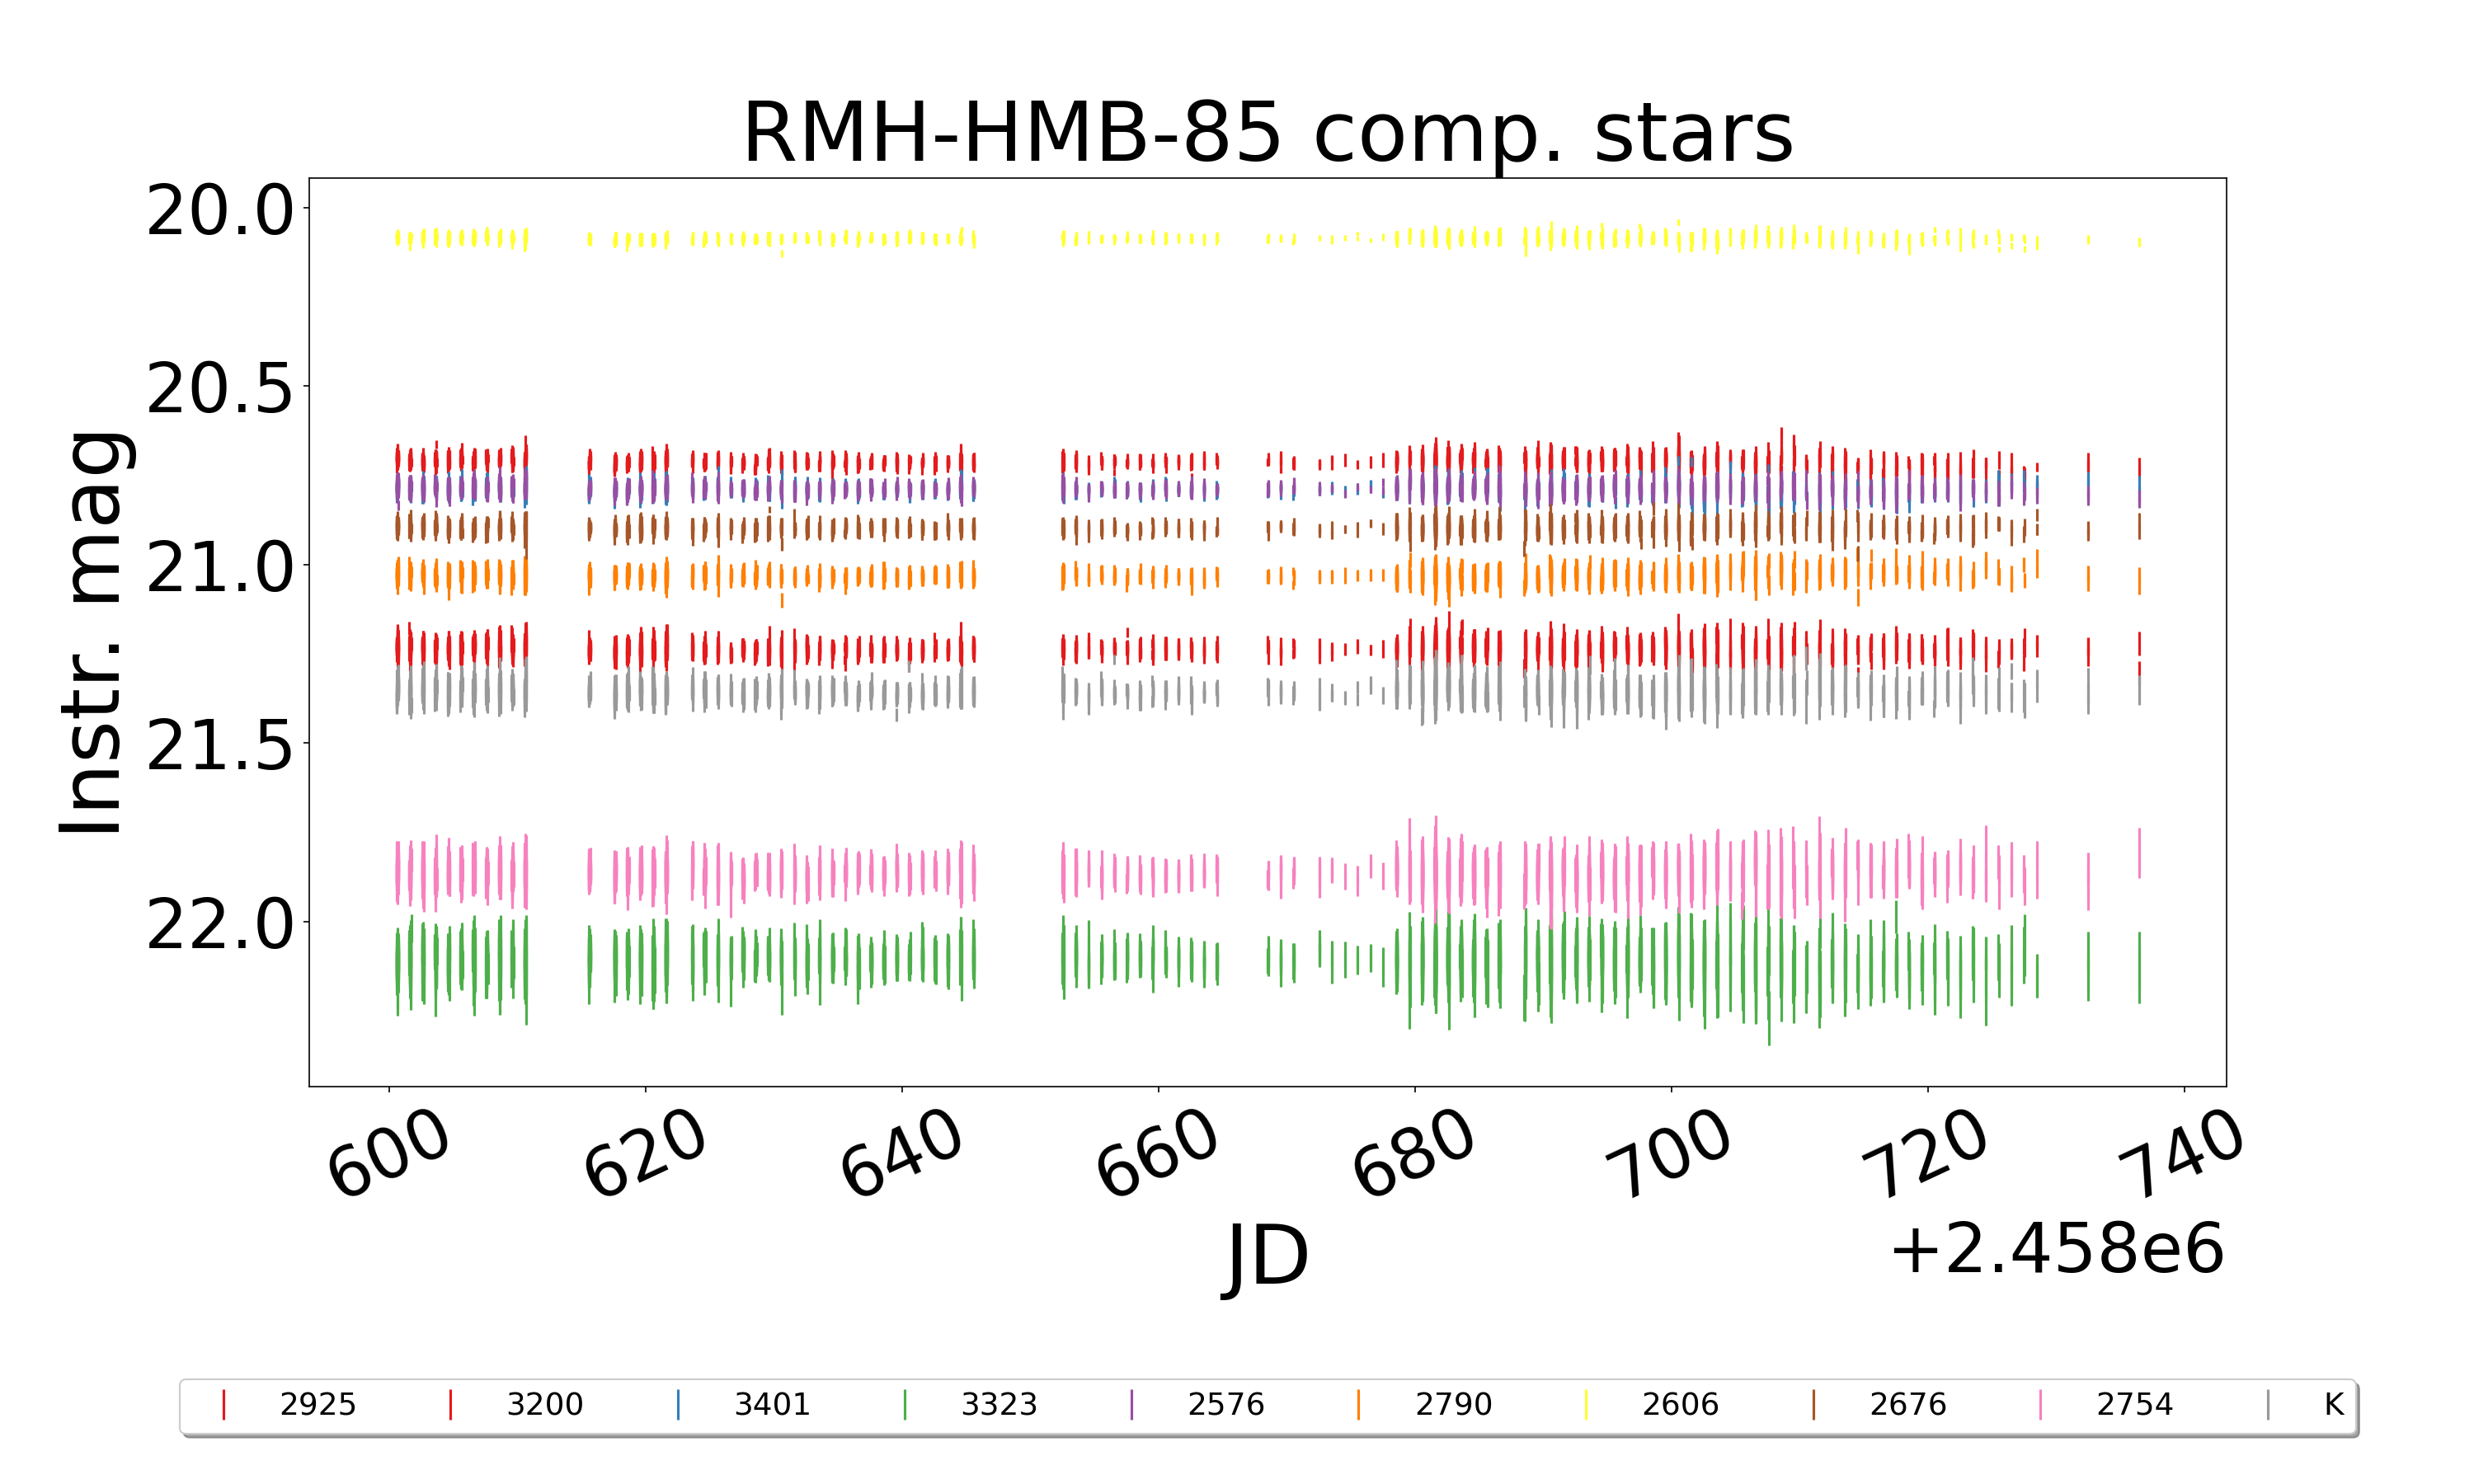 RMH-HMB-85 comp. stars
20.0
20.5
21.0
21.5
22.0
Instr. mag
600 620 640 660 680 700 720 740
JD
+2.458e6
2925 3200 3401 3323 2576 2790 2606 2676 2754 K